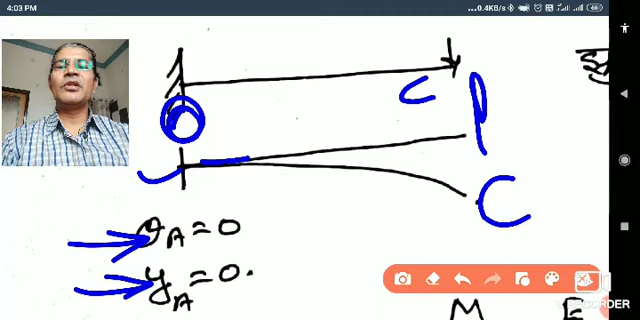 4:03 PM
...0.4KB/s
C
P
C
θA = 0
yA = 0.
M E
RECORDER